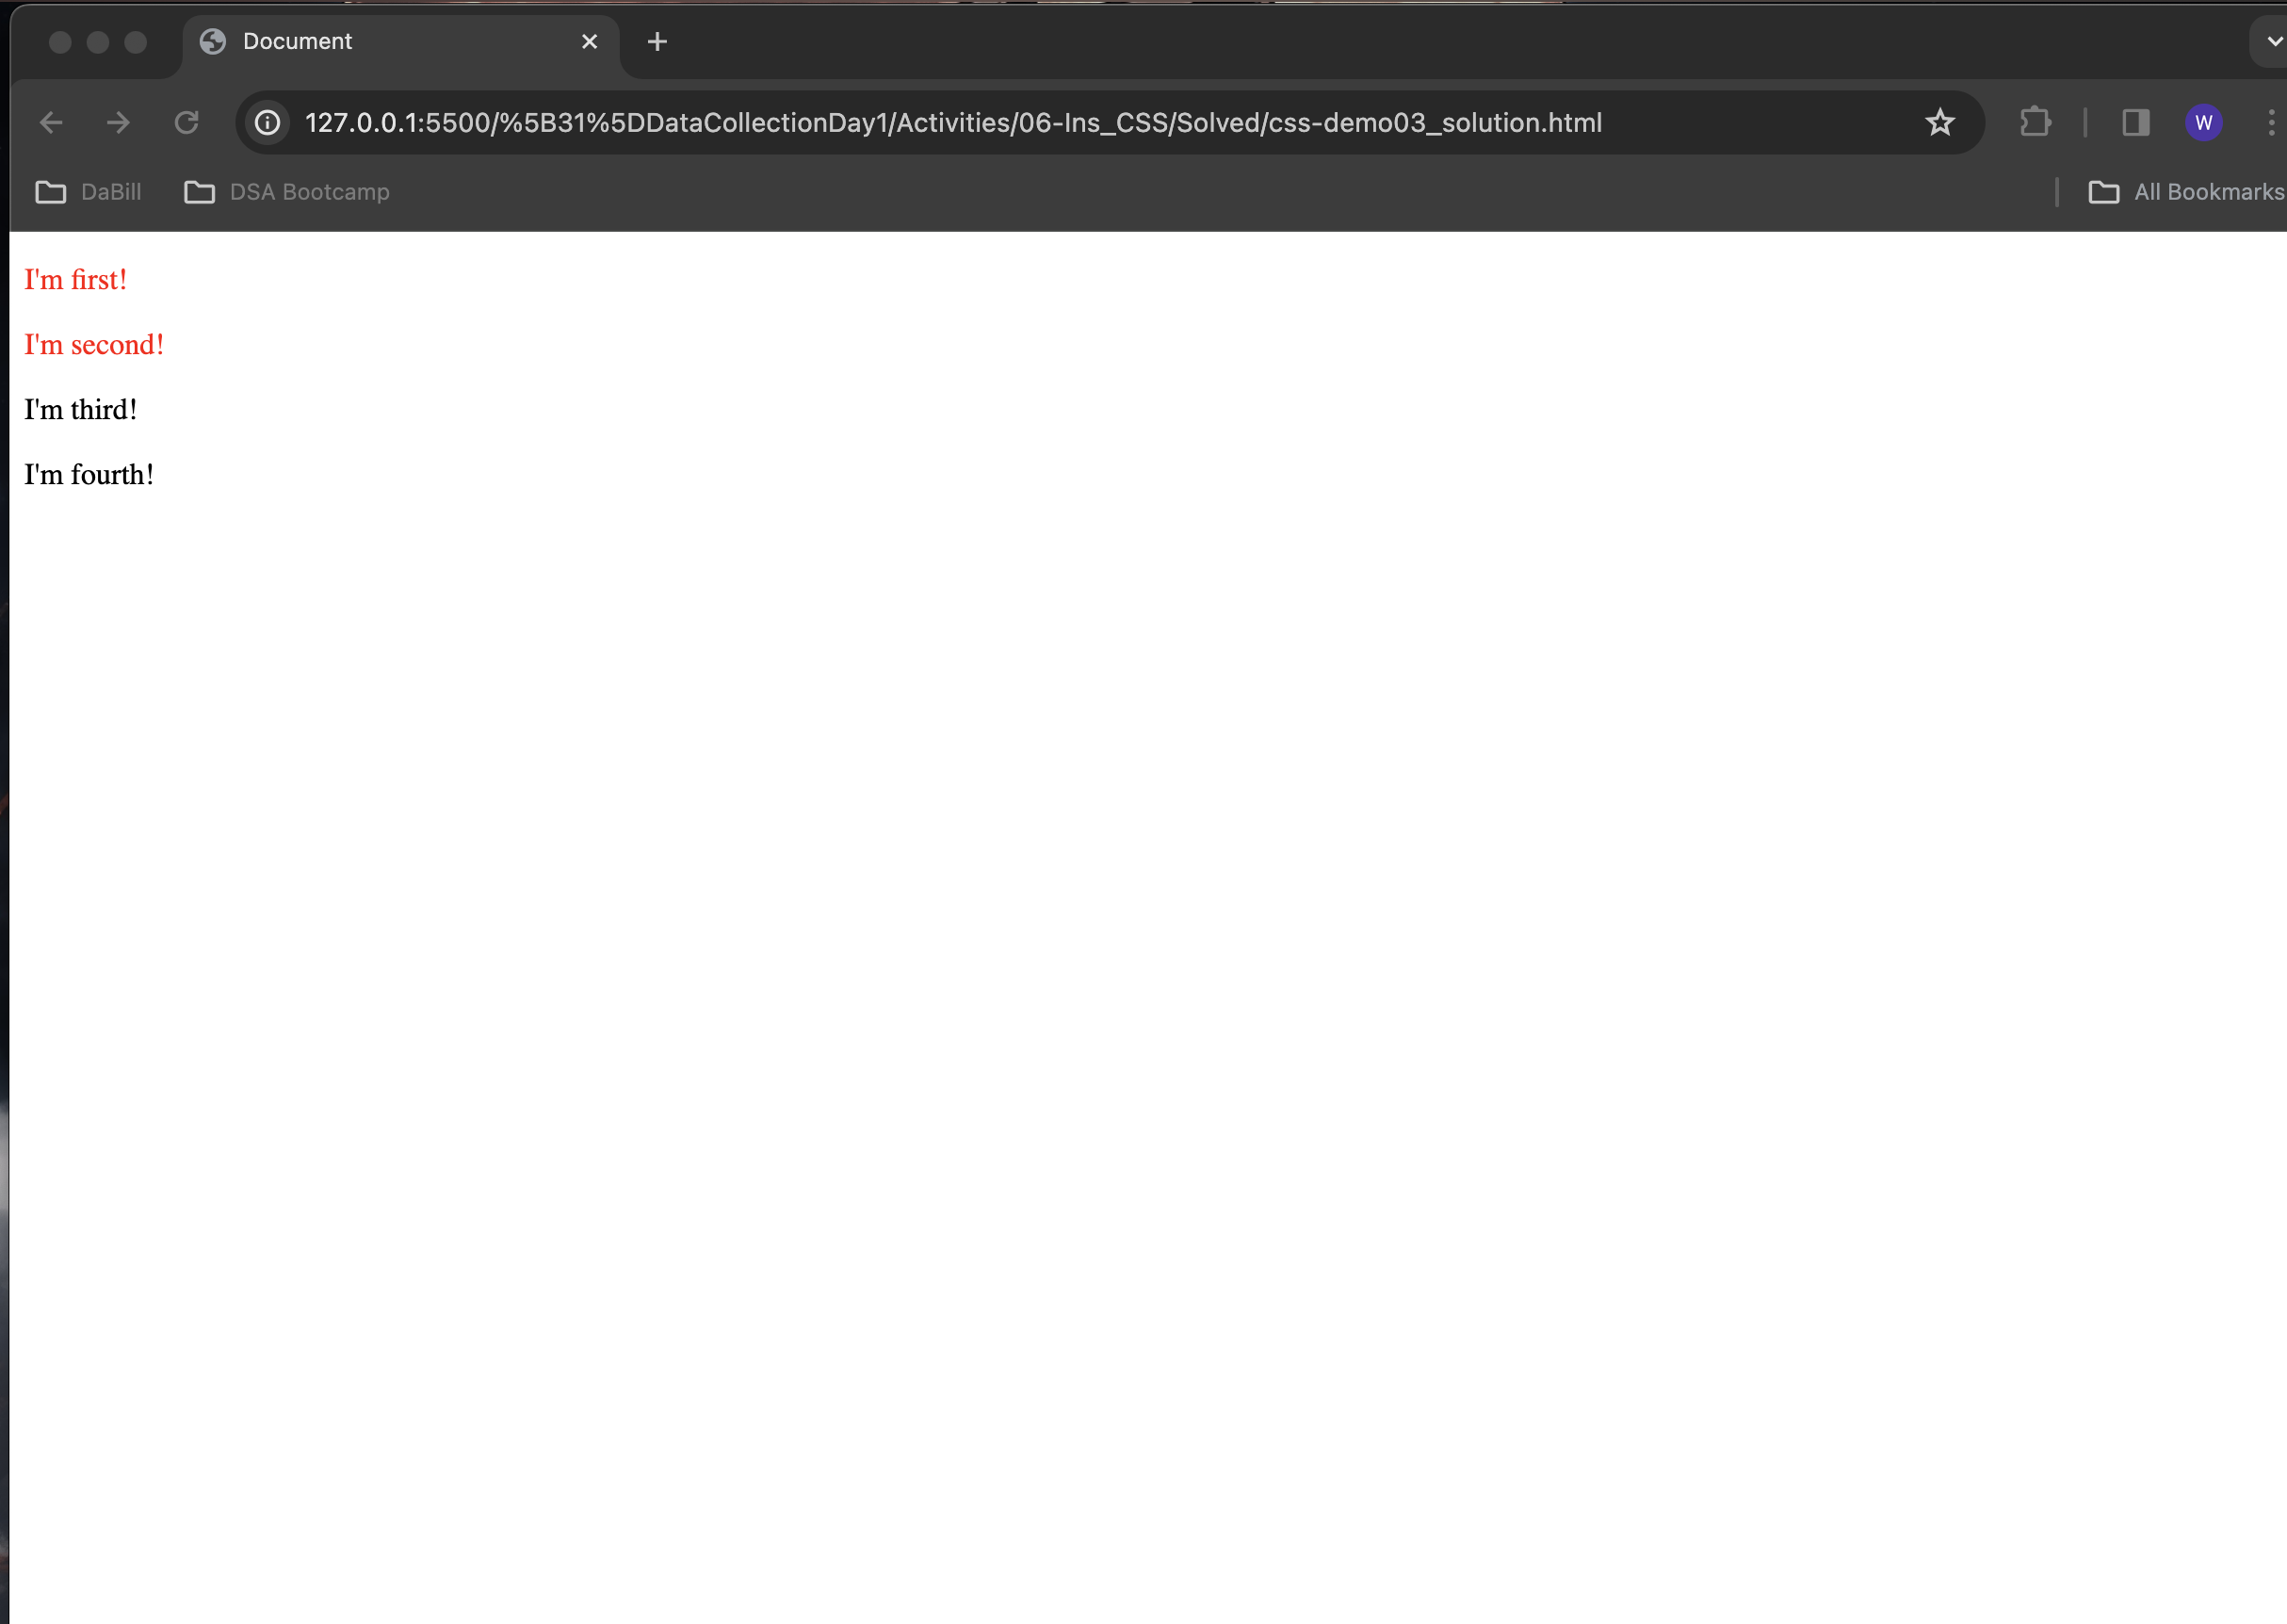 Document
127.0.0.1:5500/%5B31%5DDataCollectionDay1/Activities/06-Ins_CSS/Solved/css-demo03_solution.html
W
DaBill
DSA Bootcamp
All Bookmarks
I'm first!
I'm second!
I'm third!
I'm fourth!